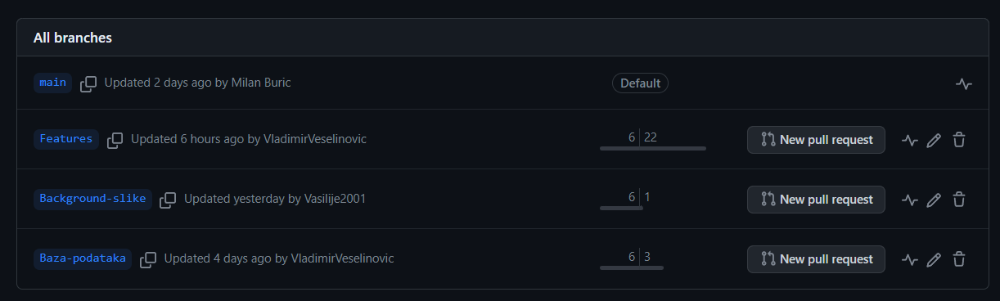 All branches
main Updated 2 days ago by Milan Buric Default
Features Updated 6 hours ago by VladimirVeselinovic 6 22 New pull request
Background-slike Updated yesterday by Vasilije2001 6 1 New pull request
Baza-podataka Updated 4 days ago by VladimirVeselinovic 6 3 New pull request